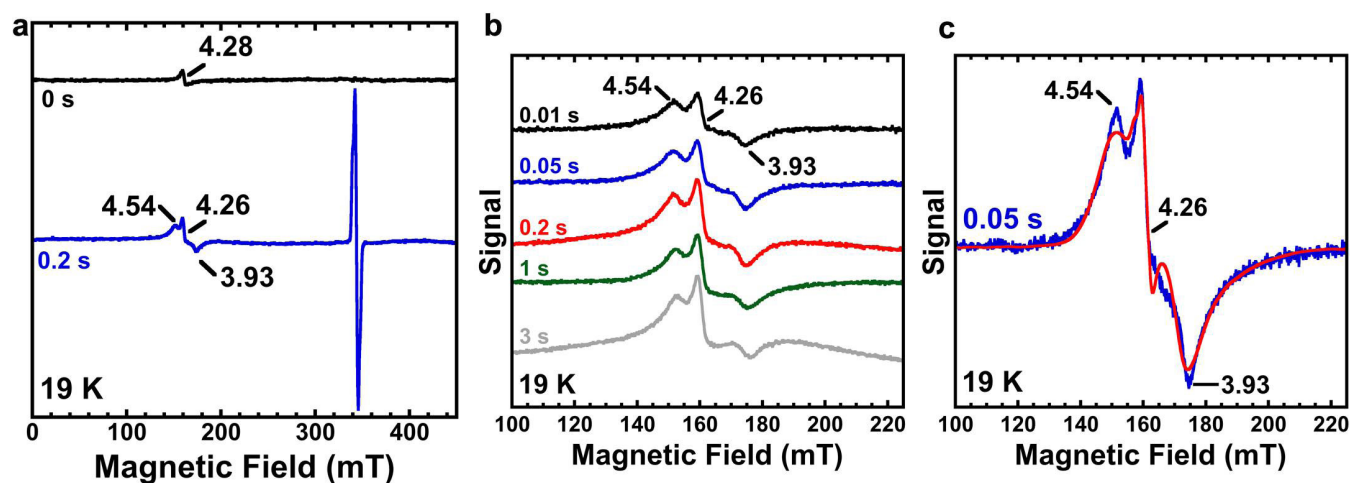 a
4.28
0 s
4.54
4.26
0.2 s
3.93
19 K
0 100 200 300 400
Magnetic Field (mT)
b
4.54
4.26
0.01 s
3.93
0.05 s
0.2 s
1 s
3 s
19 K
Signal
100 120 140 160 180 200 220
Magnetic Field (mT)
c
4.54
0.05 s
4.26
3.93
19 K
Signal
100 120 140 160 180 200 220
Magnetic Field (mT)